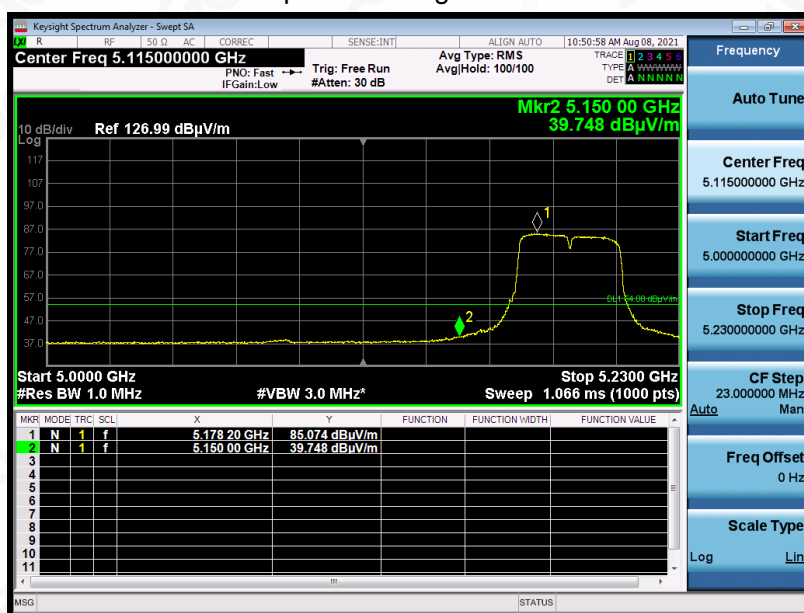 Keysight Spectrum Analyzer - Swept SA
LXI R RF 50 Ω AC CORREC SENSE:INT ALIGN AUTO 10:50:58 AM Aug 08, 2021
Center Freq 5.115000000 GHz
PNO: Fast
IFGain:Low
Trig: Free Run
#Atten: 30 dB
Avg Type: RMS
Avg|Hold: 100/100
TRACE 1 2 3 4 5 6
TYPE A WWWWW
DET A N N N N N
Mkr2 5.150 00 GHz
39.748 dBµV/m
10 dB/div Ref 126.99 dBµV/m
Log
117
107
97.0
87.0
77.0
67.0
57.0
47.0
37.0
1
2
DL1 54.00 dBµV/m
Start 5.0000 GHz Stop 5.2300 GHz
#Res BW 1.0 MHz #VBW 3.0 MHz* Sweep 1.066 ms (1000 pts)
MKR MODE TRC SCL X Y FUNCTION FUNCTION WIDTH FUNCTION VALUE
1 N 1 f 5.178 20 GHz 85.074 dBµV/m
2 N 1 f 5.150 00 GHz 39.748 dBµV/m
3
4
5
6
7
8
9
10
11
MSG STATUS
Frequency
Auto Tune
Center Freq
5.115000000 GHz
Start Freq
5.000000000 GHz
Stop Freq
5.230000000 GHz
CF Step
23.000000 MHz
Auto Man
Freq Offset
0 Hz
Scale Type
Log Lin